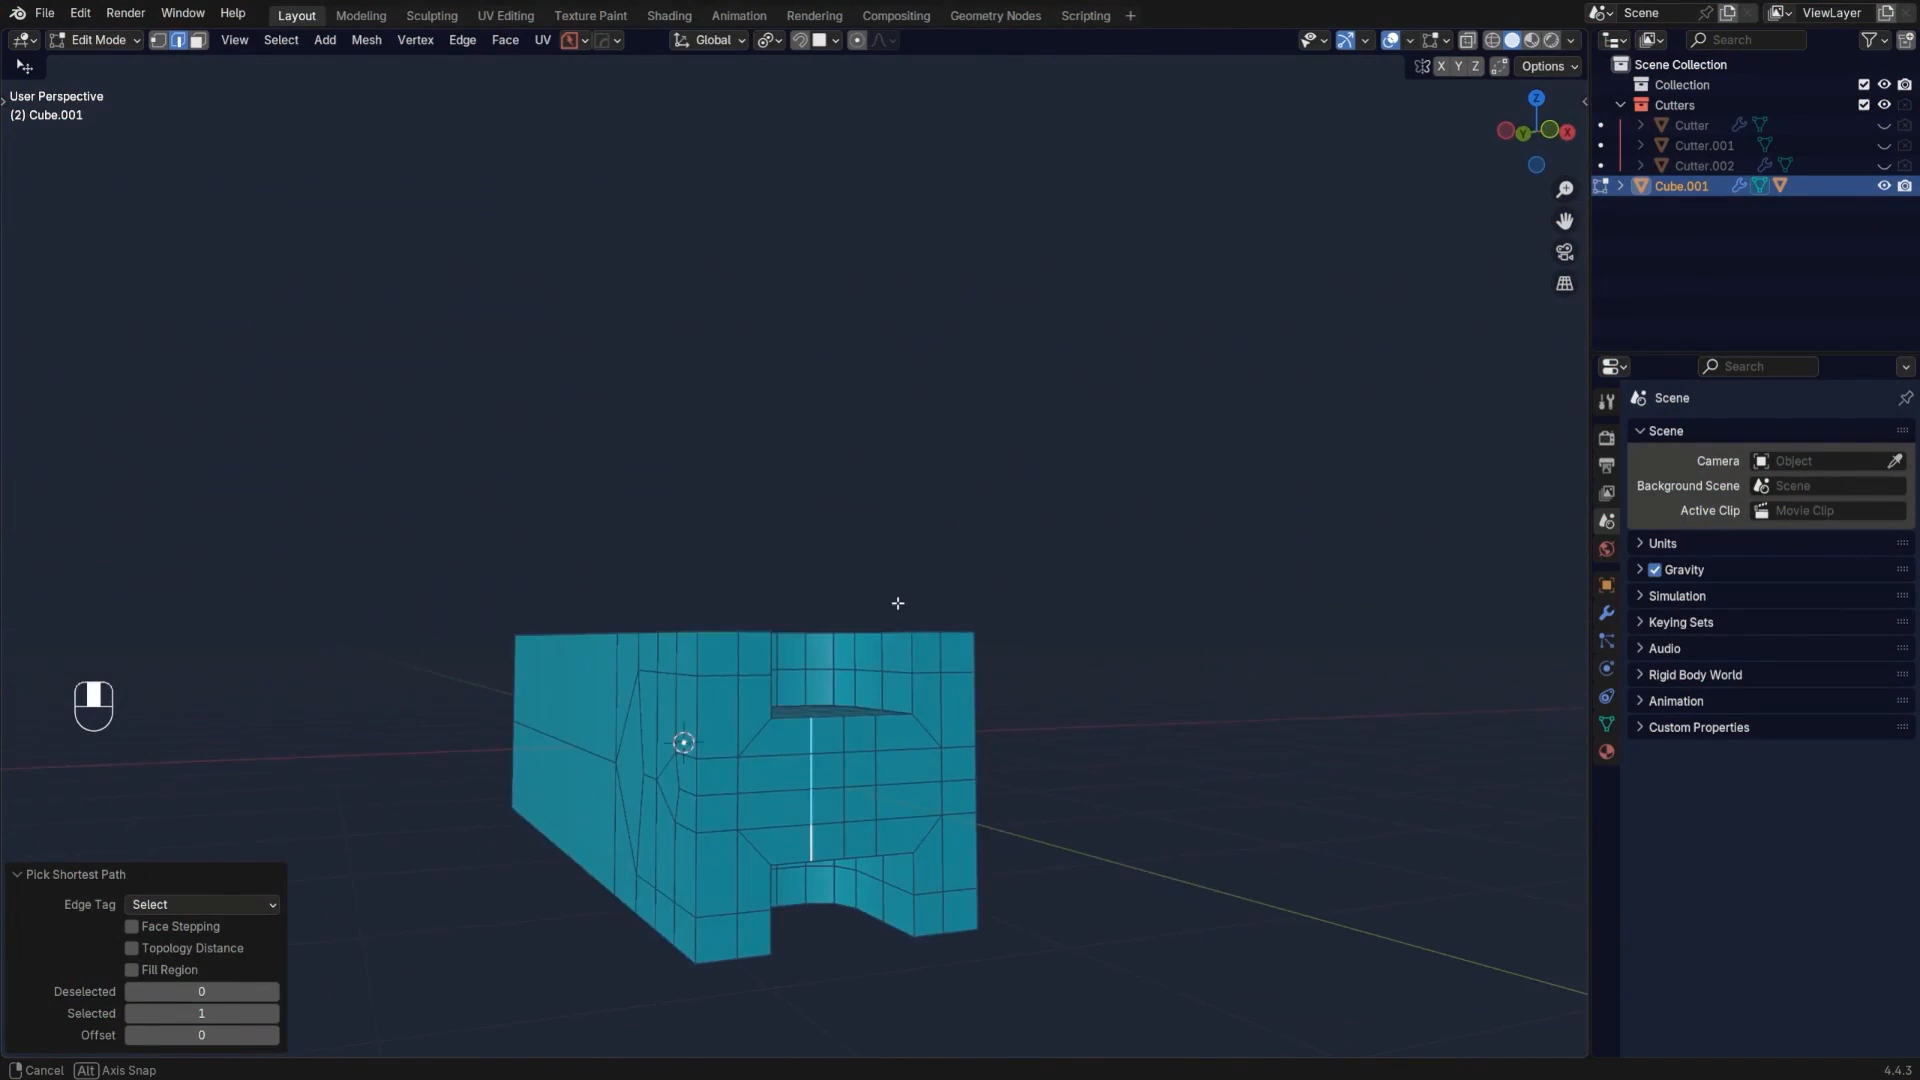 File Edit Render Window Help Layout Modeling Sculpting UV Editing Texture Paint Shading Animation Rendering Compositing Geometry Nodes Scripting + Scene ViewLayer
Edit Mode View Select Add Mesh Vertex Edge Face UV Global Search
X Y Z Options
User Perspective
(2) Cube.001
Z
Y X
Scene Collection
Collection
Cutters
Cutter
Cutter.001
Cutter.002
Cube.001
Search
Scene
Scene
Camera Object
Background Scene Scene
Active Clip Movie Clip
Units
Gravity
Simulation
Keying Sets
Audio
Rigid Body World
Animation
Custom Properties
Pick Shortest Path
Edge Tag Select
Face Stepping
Topology Distance
Fill Region
Deselected 0
Selected 1
Offset 0
Cancel Alt Axis Snap 4.4.3